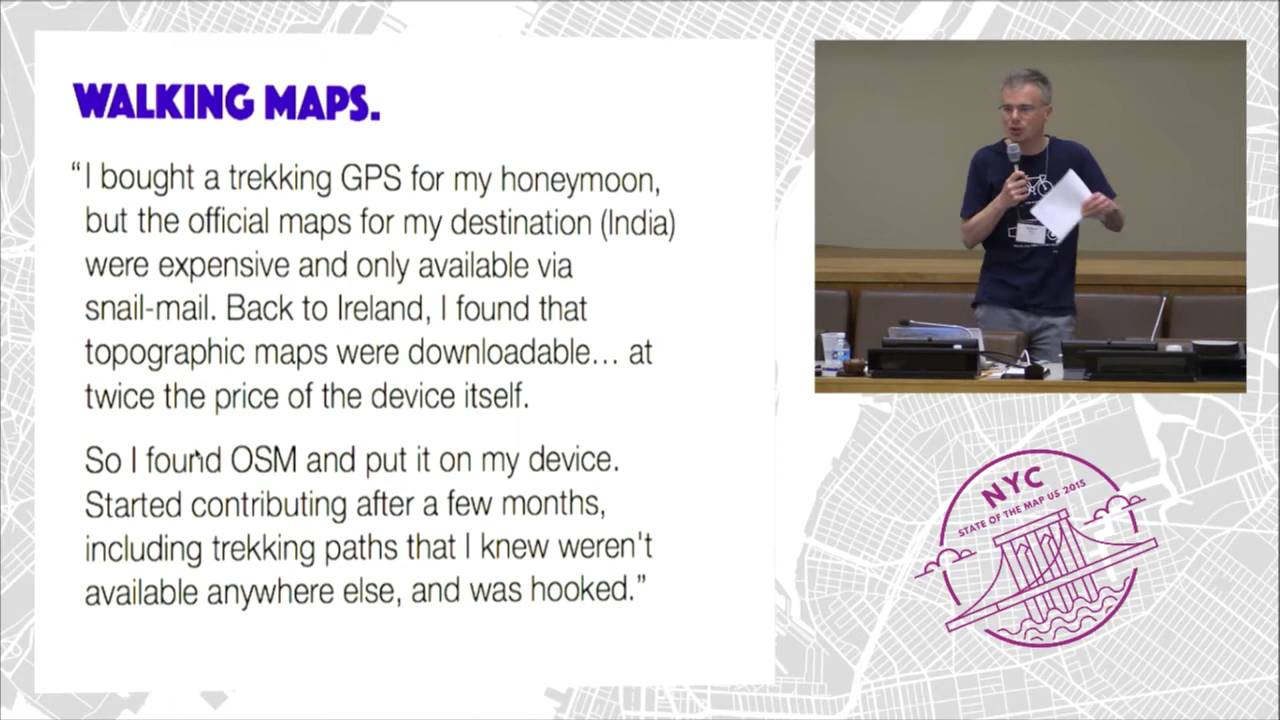 WALKING MAPS.
“I bought a trekking GPS for my honeymoon,
but the official maps for my destination (India)
were expensive and only available via
snail-mail. Back to Ireland, I found that
topographic maps were downloadable… at
twice the price of the device itself.
So I found OSM and put it on my device.
Started contributing after a few months,
including trekking paths that I knew weren't
available anywhere else, and was hooked.”
NYC
STATE OF THE MAP US 2015